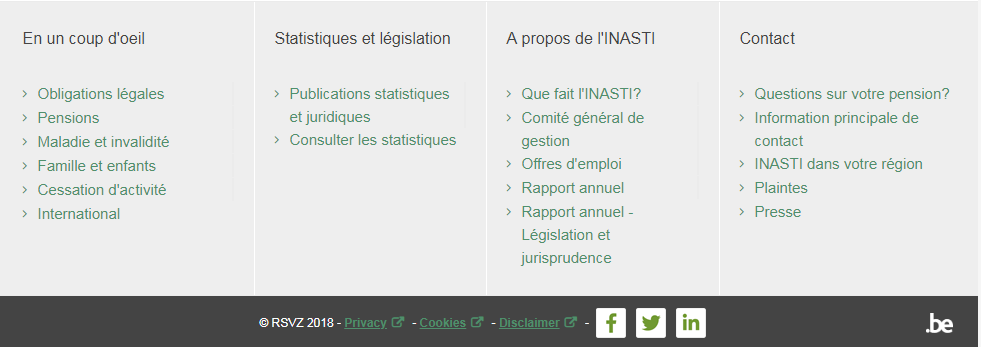 En un coup d'oeil
Obligations légales
Pensions
Maladie et invalidité
Famille et enfants
Cessation d'activité
International
Statistiques et législation
Publications statistiques
et juridiques
Consulter les statistiques
A propos de l'INASTI
Que fait l'INASTI?
Comité général de
gestion
Offres d'emploi
Rapport annuel
Rapport annuel -
Législation et
jurisprudence
Contact
Questions sur votre pension?
Information principale de
contact
INASTI dans votre région
Plaintes
Presse
© RSVZ 2018 - Privacy - Cookies - Disclaimer -
.be